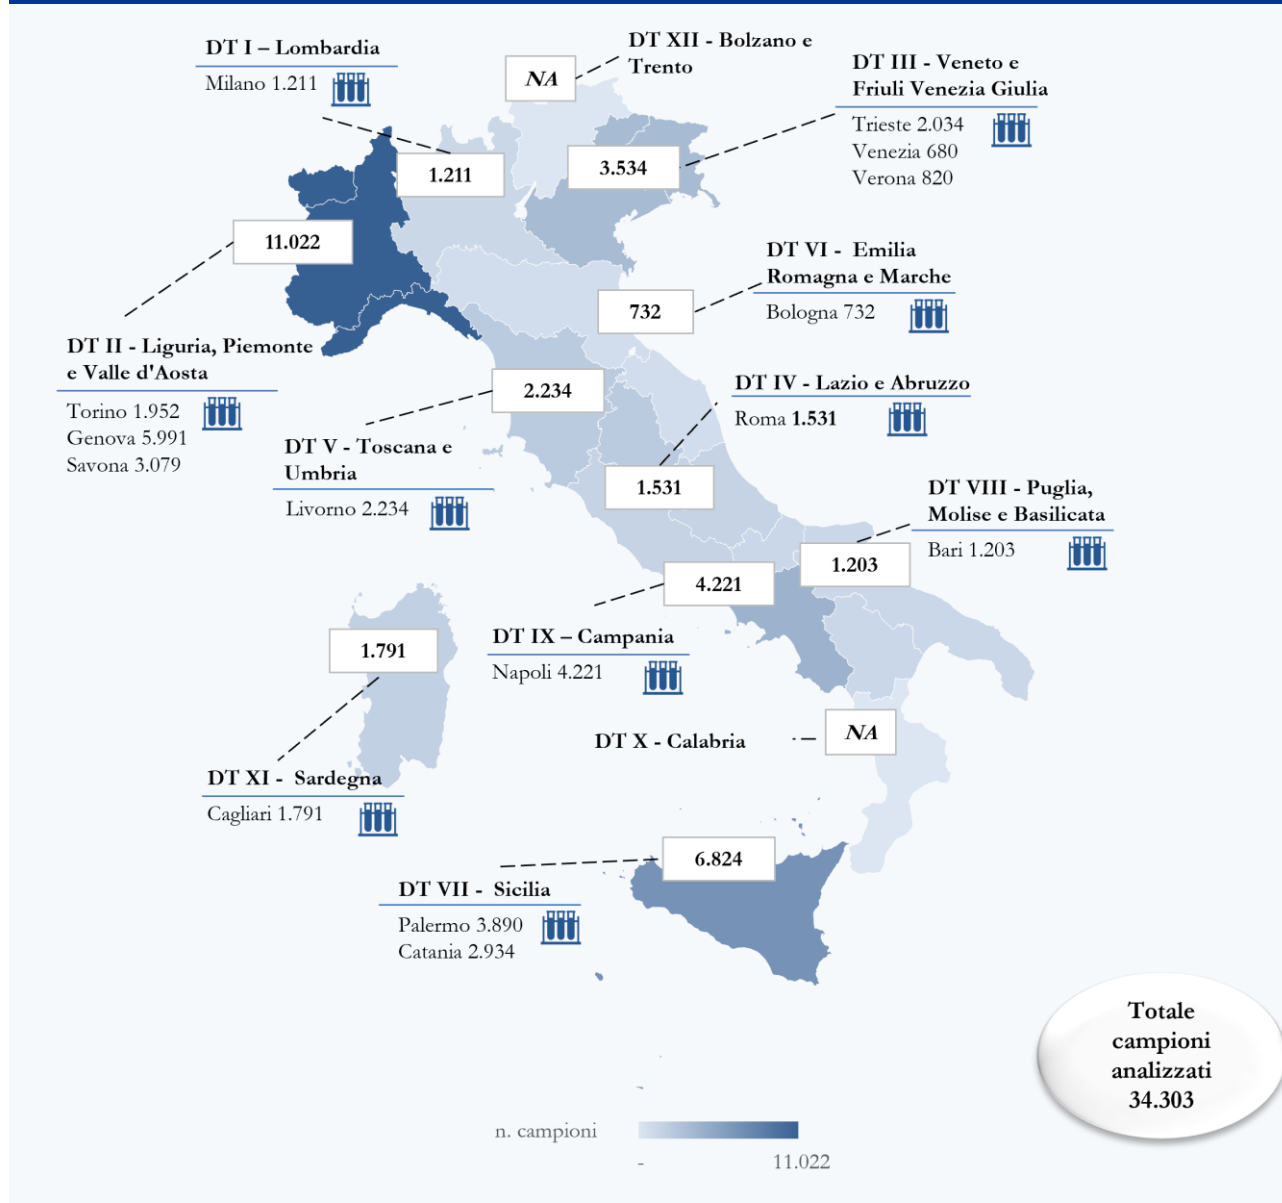 DT I – Lombardia
Milano 1.211
DT XII - Bolzano e
Trento
NA
DT III - Veneto e
Friuli Venezia Giulia
Trieste 2.034
Venezia 680
Verona 820
1.211
3.534
11.022
DT VI -  Emilia
Romagna e Marche
Bologna 732
732
DT II - Liguria, Piemonte
e Valle d'Aosta
Torino 1.952
Genova 5.991
Savona 3.079
2.234
DT IV - Lazio e Abruzzo
Roma 1.531
DT V - Toscana e
Umbria
Livorno 2.234
1.531
DT VIII - Puglia,
Molise e Basilicata
Bari 1.203
1.203
4.221
DT IX – Campania
Napoli 4.221
1.791
DT X - Calabria
NA
DT XI -  Sardegna
Cagliari 1.791
6.824
DT VII -  Sicilia
Palermo 3.890
Catania 2.934
Totale
campioni
analizzati
34.303
n. campioni
-
11.022